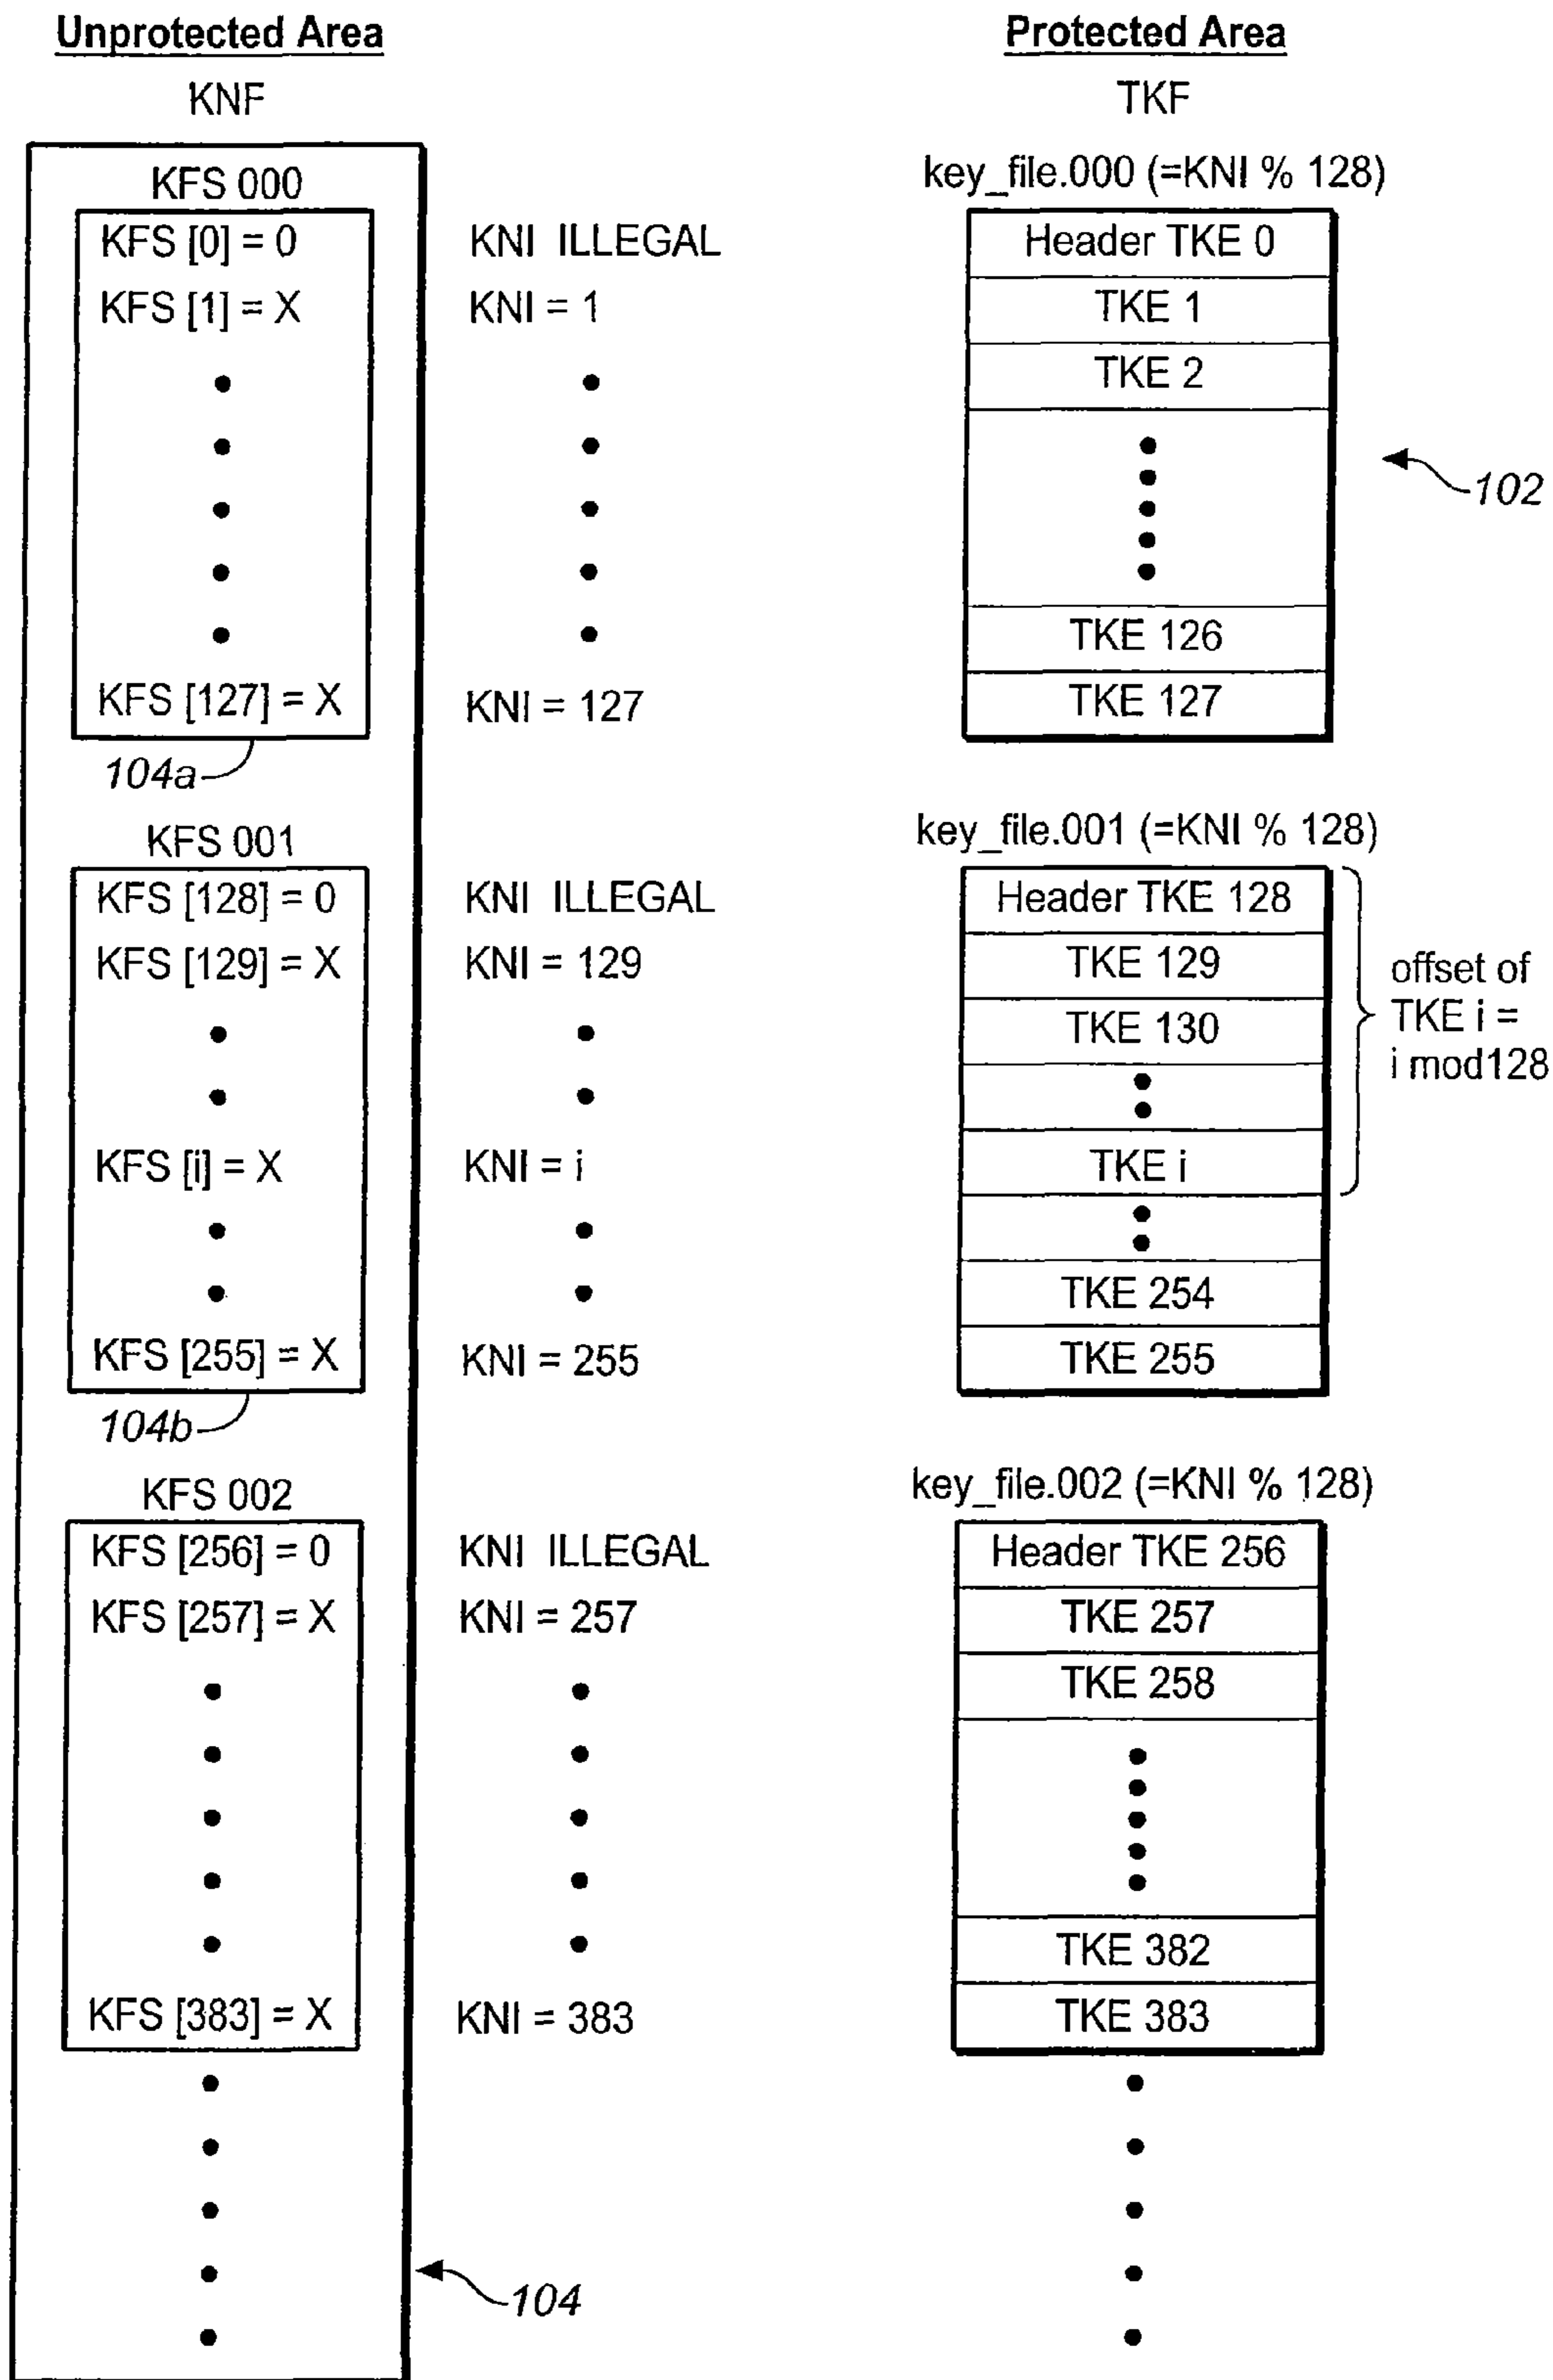 Unprotected Area
KNF
KFS 000
KFS [0] = 0
KFS [1] = X
KFS [127] = X
104a
KFS 001
KFS [128] = 0
KFS [129] = X
KFS [i] = X
KFS [255] = X
104b
KFS 002
KFS [256] = 0
KFS [257] = X
KFS [383] = X
104
KNI ILLEGAL
KNI = 1
KNI = 127
KNI ILLEGAL
KNI = 129
KNI = i
KNI = 255
KNI ILLEGAL
KNI = 257
KNI = 383
Protected Area
TKF
key_file.000 (=KNI % 128)
Header TKE 0
TKE 1
TKE 2
TKE 126
TKE 127
102
key_file.001 (=KNI % 128)
Header TKE 128
TKE 129
TKE 130
TKE i
TKE 254
TKE 255
offset of
TKE i =
i mod128
key_file.002 (=KNI % 128)
Header TKE 256
TKE 257
TKE 258
TKE 382
TKE 383